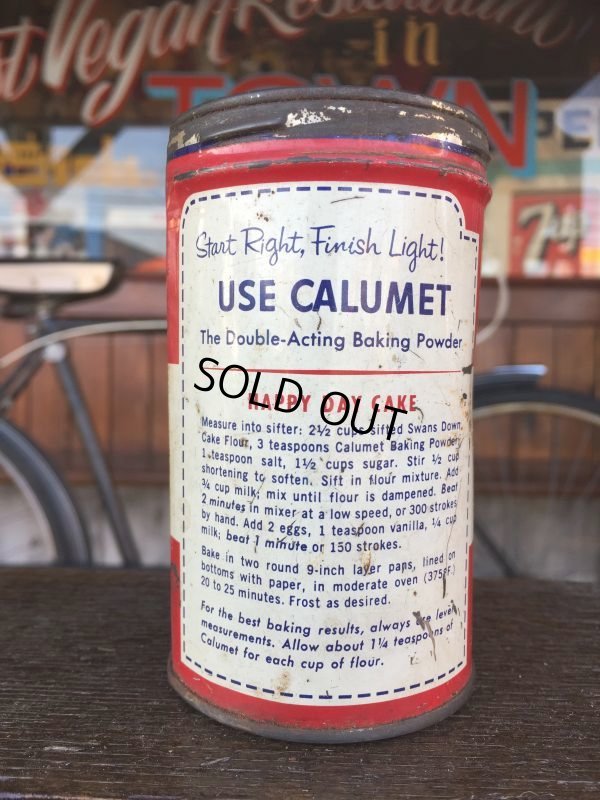 st Vegan Restaurant
in
TOWN
7up
Start Right, Finish Light!
USE CALUMET
The Double-Acting Baking Powder
SOLD OUT
HAPPY DAY CAKE
Measure into sifter: 2½ cups sifted Swans Down
Cake Flour, 3 teaspoons Calumet Baking Powder,
1 teaspoon salt, 1½ cups sugar. Stir ½ cup
shortening to soften. Sift in flour mixture. Add
¾ cup milk; mix until flour is dampened. Beat
2 minutes in mixer at a low speed, or 300 strokes
by hand. Add 2 eggs, 1 teaspoon vanilla, ¼ cup
milk; beat 1 minute or 150 strokes.
Bake in two round 9-inch layer pans, lined on
bottoms with paper, in moderate oven (375°F.)
20 to 25 minutes. Frost as desired.
For the best baking results, always use level
measurements. Allow about 1¼ teaspoons of
Calumet for each cup of flour.